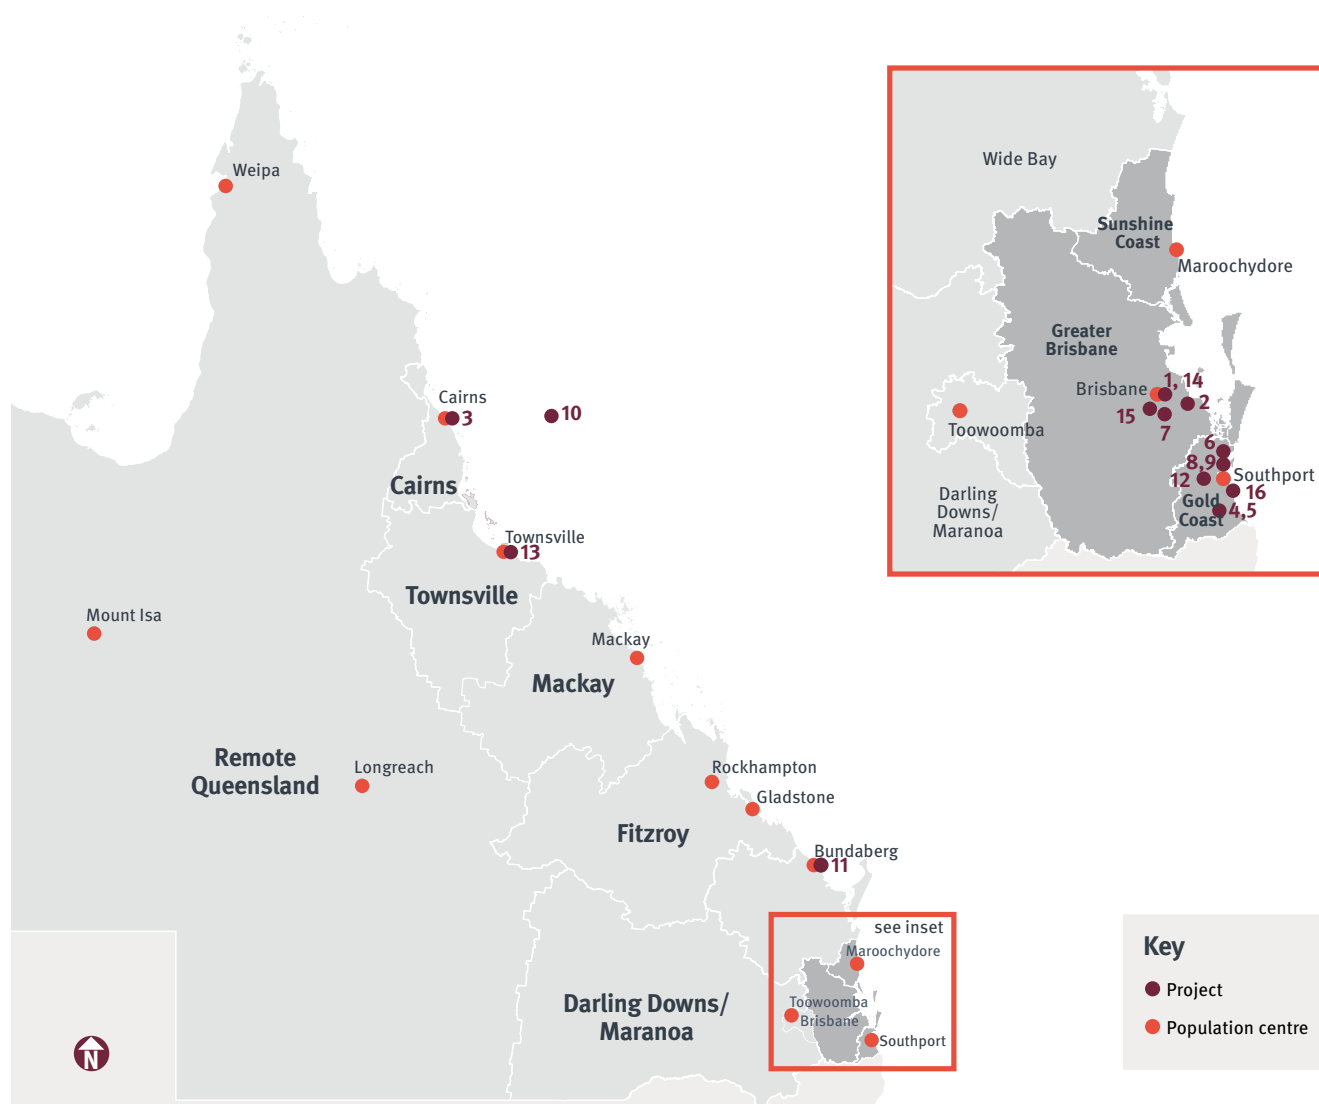 Weipa
Cairns
3
10
Cairns
Townsville
13
Townsville
Mount Isa
Mackay
Mackay
Remote
Queensland
Longreach
Rockhampton
Gladstone
Fitzroy
Bundaberg
11
see inset
Maroochydore
Toowoomba
Brisbane
Southport
Darling Downs/
Maranoa
N
Wide Bay
Sunshine
Coast
Maroochydore
Greater
Brisbane
Brisbane
1, 14
2
15
7
Toowoomba
6
8,9
Southport
12
16
Gold
Coast
4,5
Darling
Downs/
Maranoa
Key
Project
Population centre